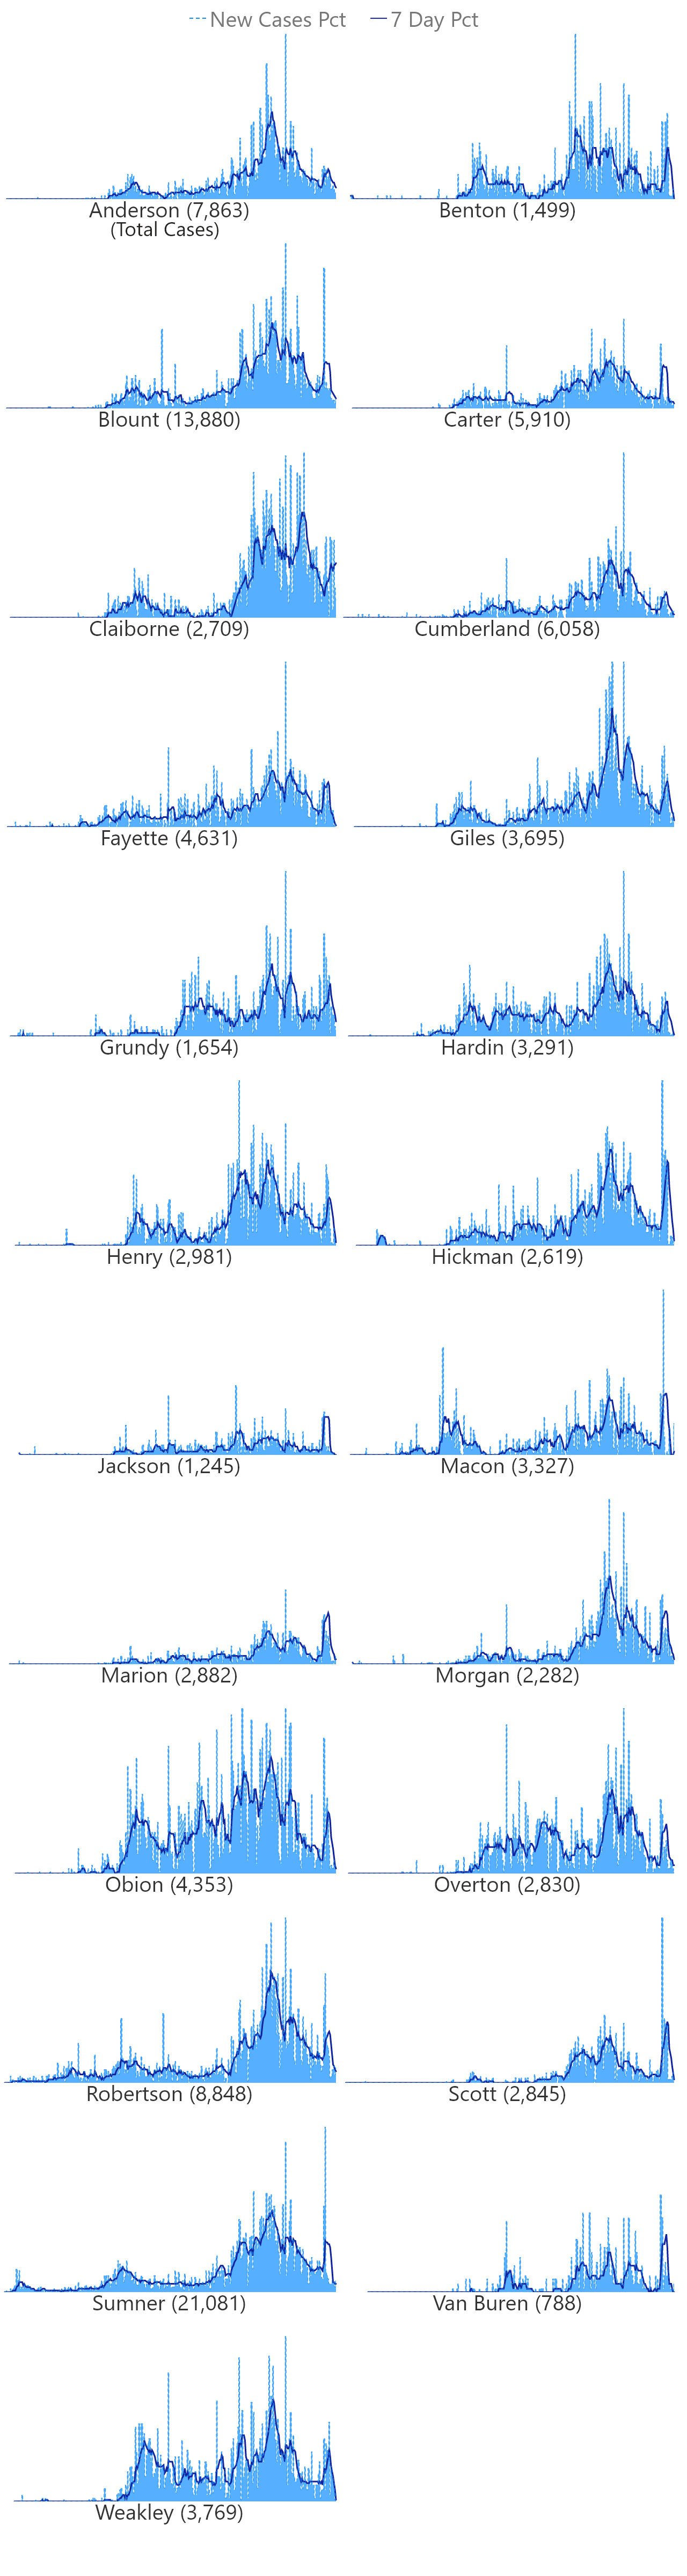 New Cases Pct 7 Day Pct
Anderson (7,863) Benton (1,499)
(Total Cases)
Blount (13,880) Carter (5,910)
Claiborne (2,709) Cumberland (6,058)
Fayette (4,631) Giles (3,695)
Grundy (1,654) Hardin (3,291)
Henry (2,981) Hickman (2,619)
Jackson (1,245) Macon (3,327)
Marion (2,882) Morgan (2,282)
Obion (4,353) Overton (2,830)
Robertson (8,848) Scott (2,845)
Sumner (21,081) Van Buren (788)
Weakley (3,769)